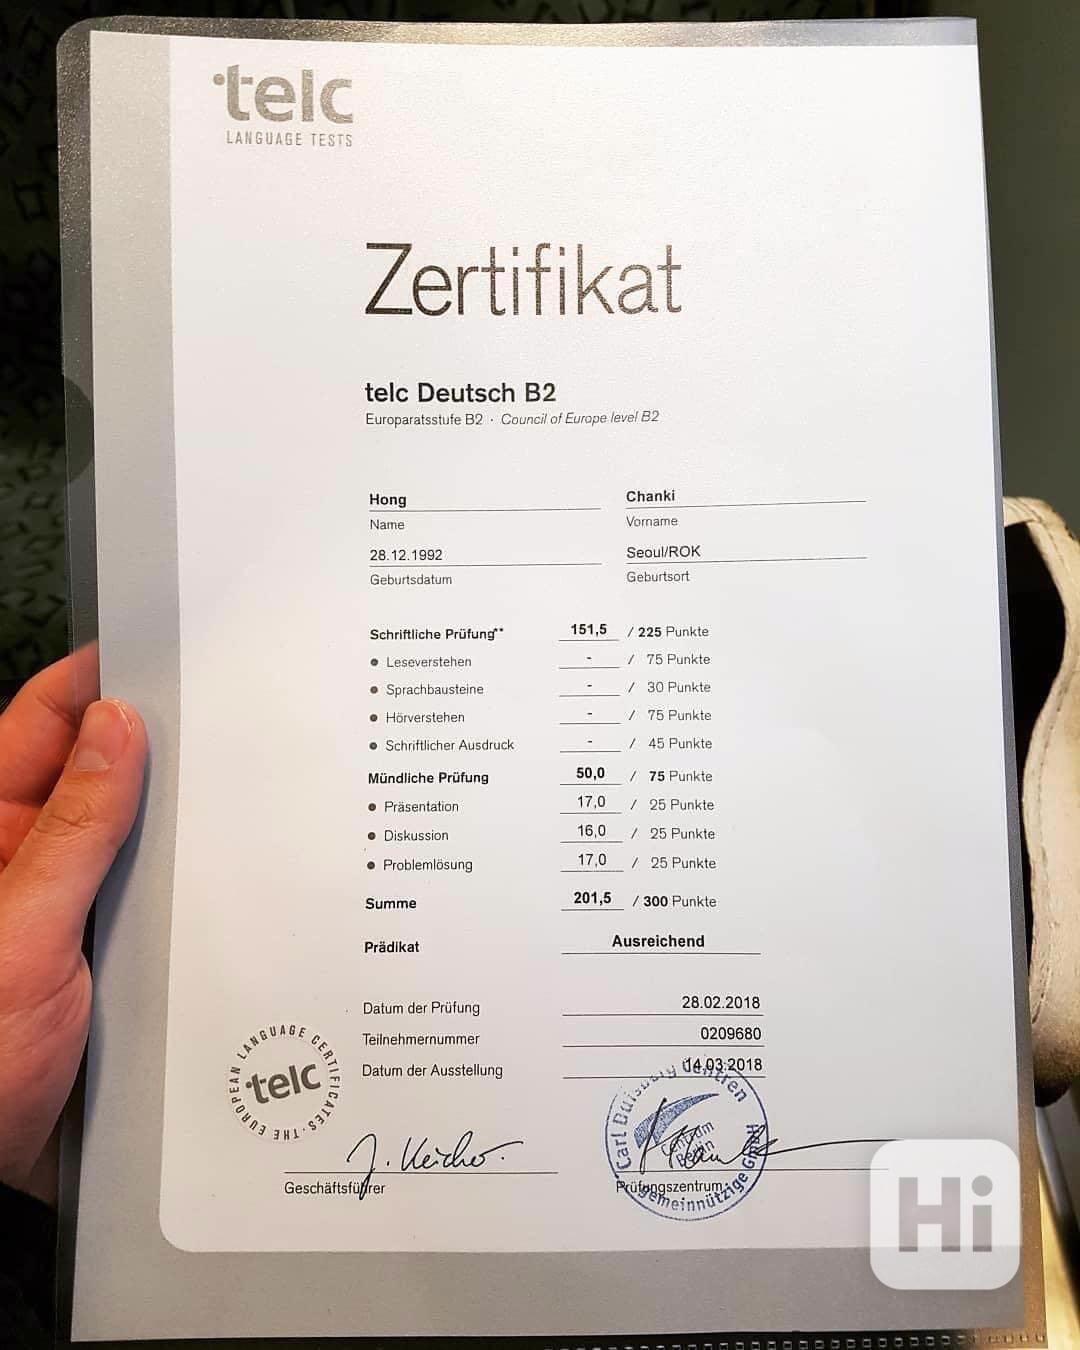 telc
LANGUAGE TESTS
Zertifikat
telc Deutsch B2
Europaratsstufe B2 · Council of Europe level B2
Hong Chanki
Name Vorname
28.12.1992 Seoul/ROK
Geburtsdatum Geburtsort
Schriftliche Prüfung** 151,5 / 225 Punkte
• Leseverstehen - / 75 Punkte
• Sprachbausteine - / 30 Punkte
• Hörverstehen - / 75 Punkte
• Schriftlicher Ausdruck - / 45 Punkte
Mündliche Prüfung 50,0 / 75 Punkte
• Präsentation 17,0 / 25 Punkte
• Diskussion 16,0 / 25 Punkte
• Problemlösung 17,0 / 25 Punkte
Summe 201,5 / 300 Punkte
Prädikat Ausreichend
Datum der Prüfung 28.02.2018
Teilnehmernummer 0209680
Datum der Ausstellung 14.03.2018
THE EUROPEAN LANGUAGE CERTIFICATES
telc
Carl Duisberg Centren
Centrum
Berlin
gemeinnützige GmbH
Geschäftsführer Prüfungszentrum
Hi